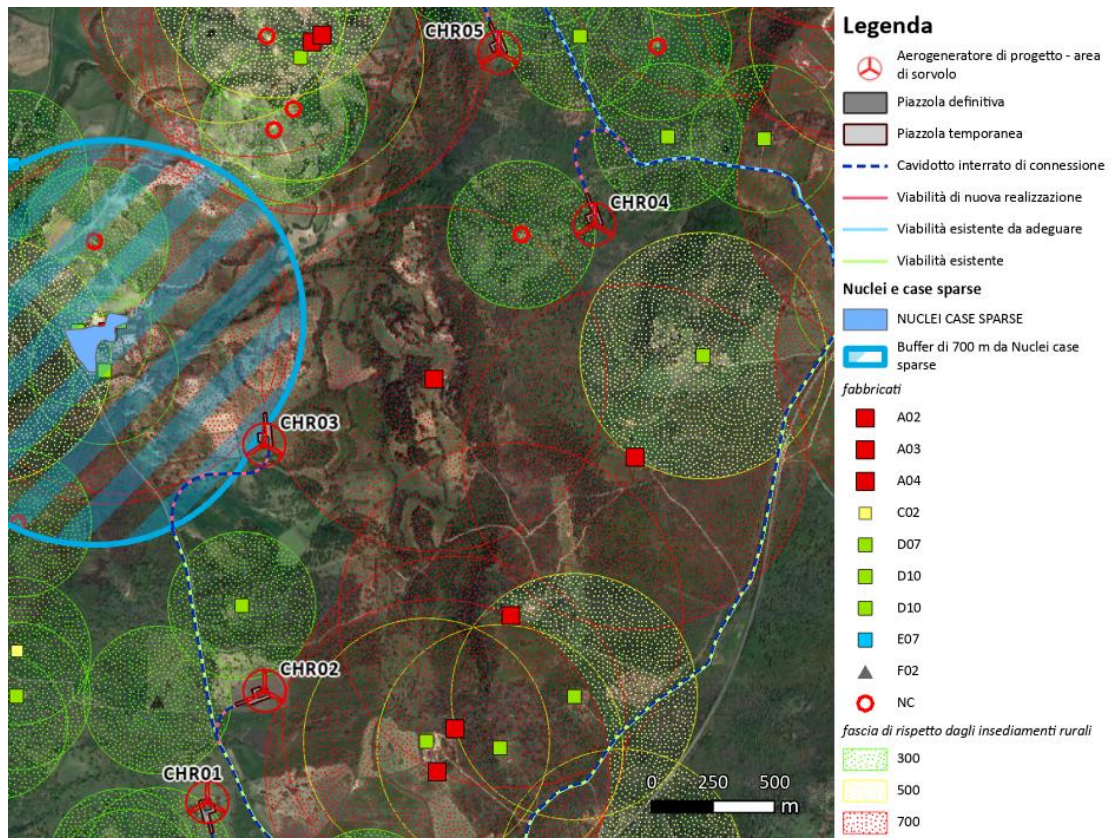 CHR05
CHR04
CHR03
CHR02
CHR01
0 250 500
m
Legenda
Aerogeneratore di progetto - area
di sorvolo
Piazzola definitiva
Piazzola temporanea
Cavidotto interrato di connessione
Viabilità di nuova realizzazione
Viabilità esistente da adeguare
Viabilità esistente
Nuclei e case sparse
NUCLEI CASE SPARSE
Buffer di 700 m da Nuclei case
sparse
fabbricati
A02
A03
A04
C02
D07
D10
D10
E07
F02
NC
fascia di rispetto dagli insediamenti rurali
300
500
700